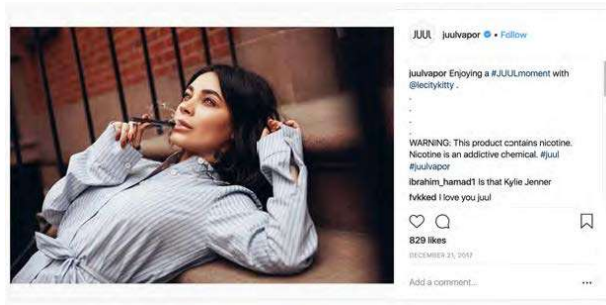 JUUL juulvapor • Follow
juulvapor Enjoying a #JUULmoment with
@lecitykitty .
.
.
.
.
WARNING: This product contains nicotine.
Nicotine is an addictive chemical. #juul
#juulvapor
ibrahim_hamad1 Is that Kylie Jenner
fvkked I love you juul
829 likes
DECEMBER 21, 2017
Add a comment...